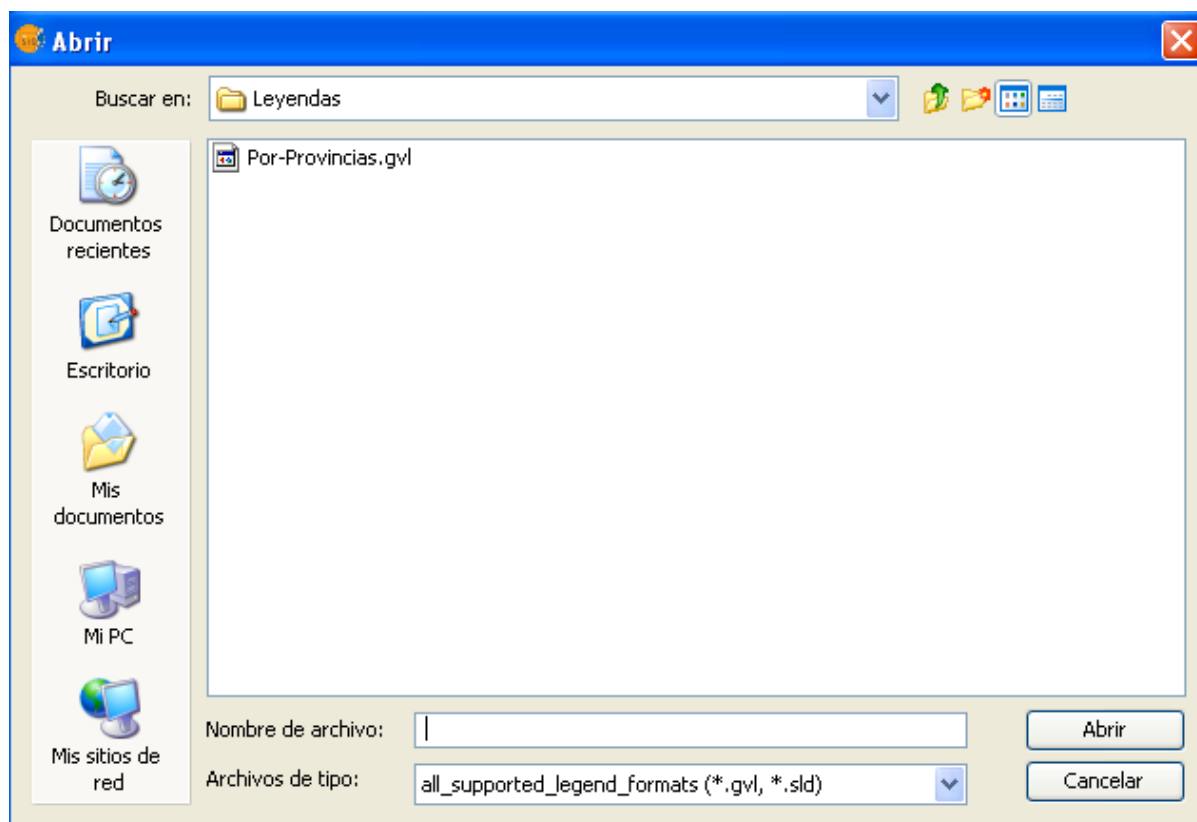 Abrir
Buscar en:
Leyendas
Por-Provincias.gvl
Documentos
recientes
Escritorio
Mis
documentos
Mi PC
Mis sitios de
red
Nombre de archivo:
Abrir
Archivos de tipo:
all_supported_legend_formats (*.gvl, *.sld)
Cancelar